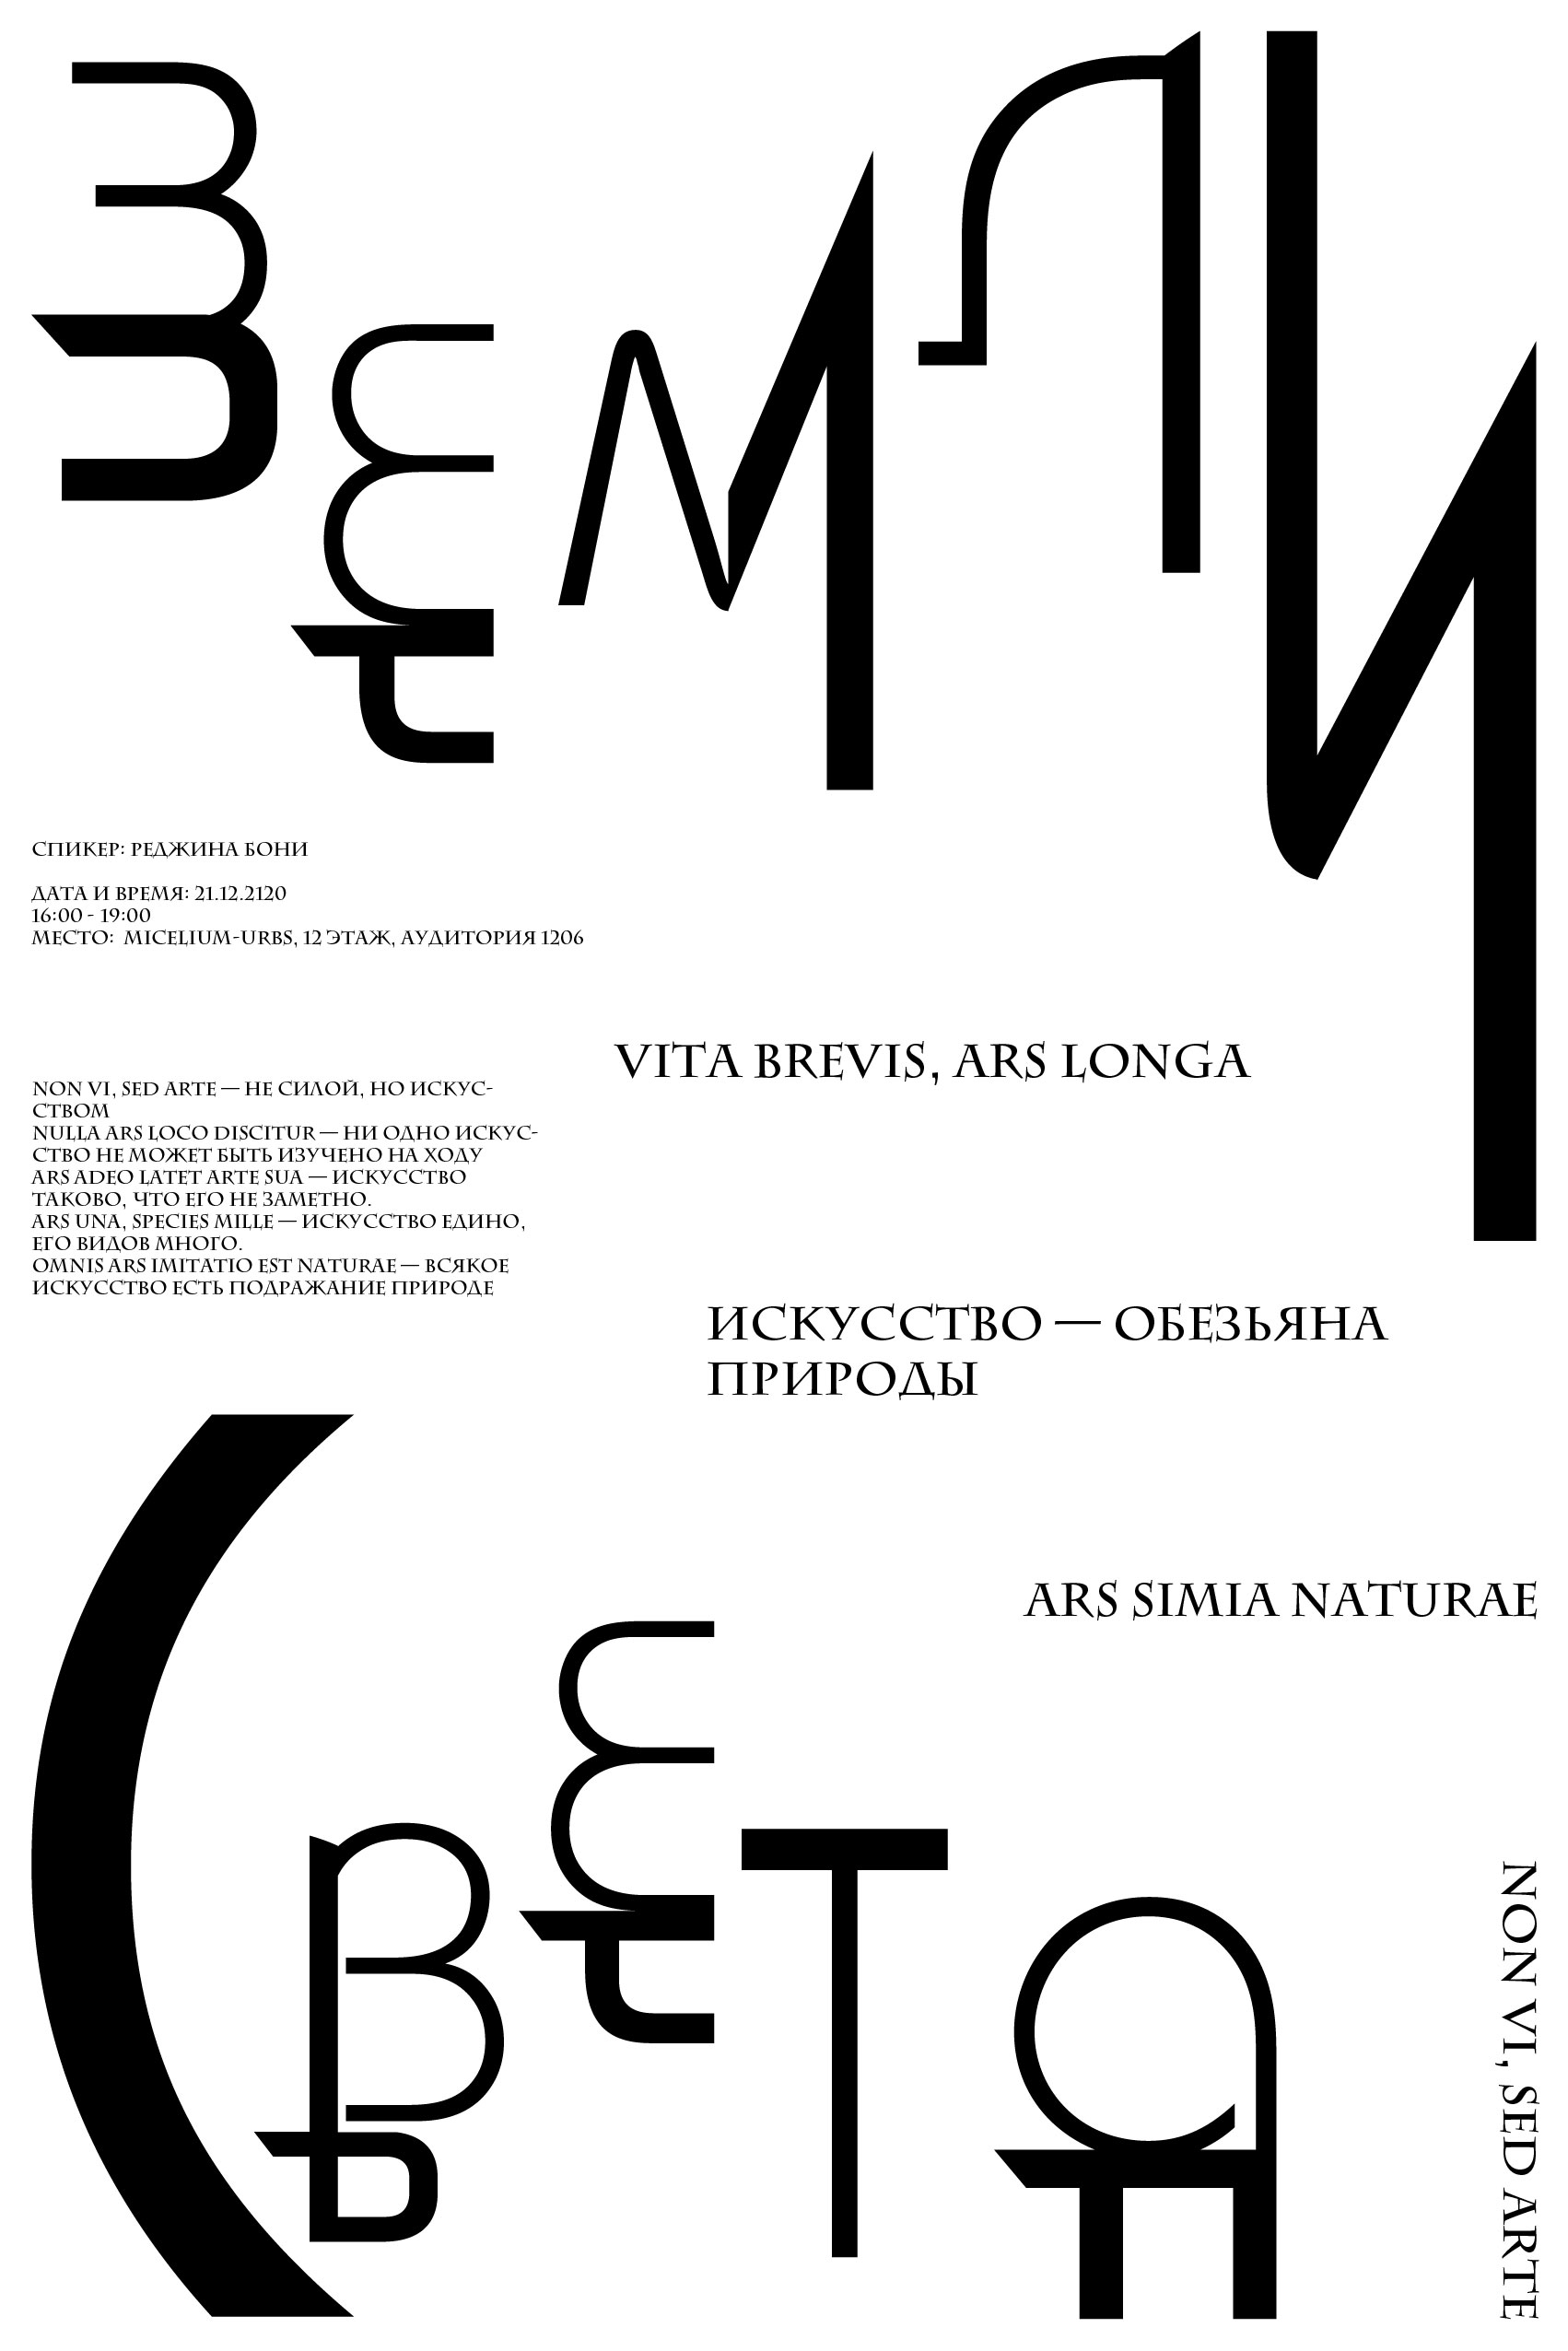 ЗЕМЛИ
СПИКЕР: РЕДЖИНА БОНИ
ДАТА И ВРЕМЯ: 21.12.2120
16:00 - 19:00
МЕСТО: MICELIUM-URBS, 12 ЭТАЖ, АУДИТОРИЯ 1206
VITA BREVIS, ARS LONGA
NON VI, SED ARTE — НЕ СИЛОЙ, НО ИСКУС-
СТВОМ
NULLA ARS LOCO DISCITUR — НИ ОДНО ИСКУС-
СТВО НЕ МОЖЕТ БЫТЬ ИЗУЧЕНО НА ХОДУ
ARS ADEO LATET ARTE SUA — ИСКУССТВО
ТАКОВО, ЧТО ЕГО НЕ ЗАМЕТНО.
ARS UNA, SPECIES MILLE — ИСКУССТВО ЕДИНО,
ЕГО ВИДОВ МНОГО.
OMNIS ARS IMITATIO EST NATURAE — ВСЯКОЕ
ИСКУССТВО ЕСТЬ ПОДРАЖАНИЕ ПРИРОДЕ
ИСКУССТВО — ОБЕЗЬЯНА
ПРИРОДЫ
ARS SIMIA NATURAE
СВЕТА
NON VI, SED ARTE